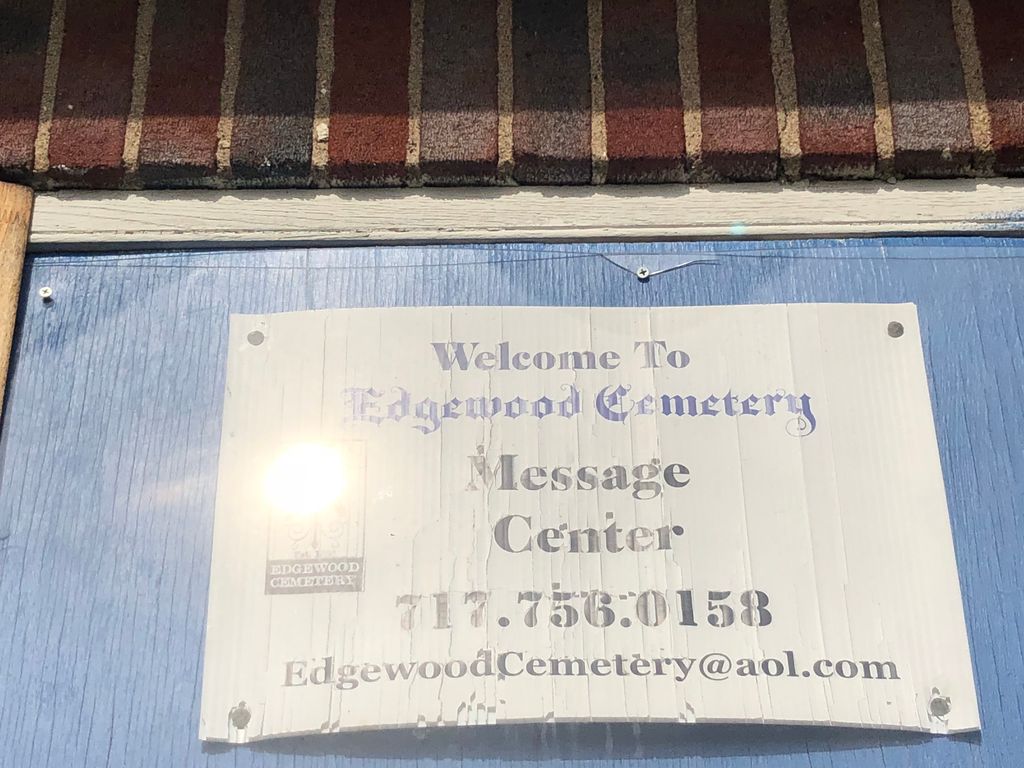 Welcome To
Edgewood Cemetery
Message
Center
EDGEWOOD
CEMETERY
717.756.0158
EdgewoodCemetery@aol.com